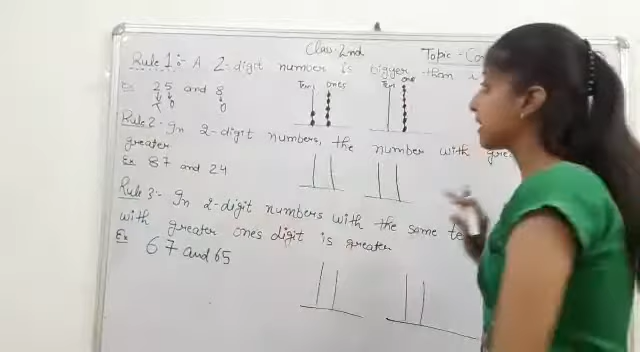 Class-2nd Topic-Co
Rule 1:- A 2-digit number is bigger than
Ex 25 and 8
T O O
Tens ones
Ten one
Rule 2:- In 2-digit numbers, the number with gre
greater
Ex 87 and 24
Rule 3:- In 2-digit numbers with the same te
with greater ones digit is greater
Ex 67 and 65